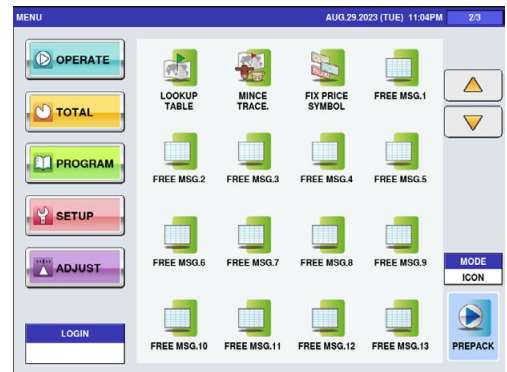 MENU
AUG.29.2023 (TUE) 11:04PM
2/3
OPERATE
TOTAL
PROGRAM
SETUP
ADJUST
LOGIN
LOOKUP
TABLE
MINCE
TRACE.
FIX PRICE
SYMBOL
FREE MSG.1
FREE MSG.2
FREE MSG.3
FREE MSG.4
FREE MSG.5
FREE MSG.6
FREE MSG.7
FREE MSG.8
FREE MSG.9
FREE MSG.10
FREE MSG.11
FREE MSG.12
FREE MSG.13
MODE
ICON
PREPACK